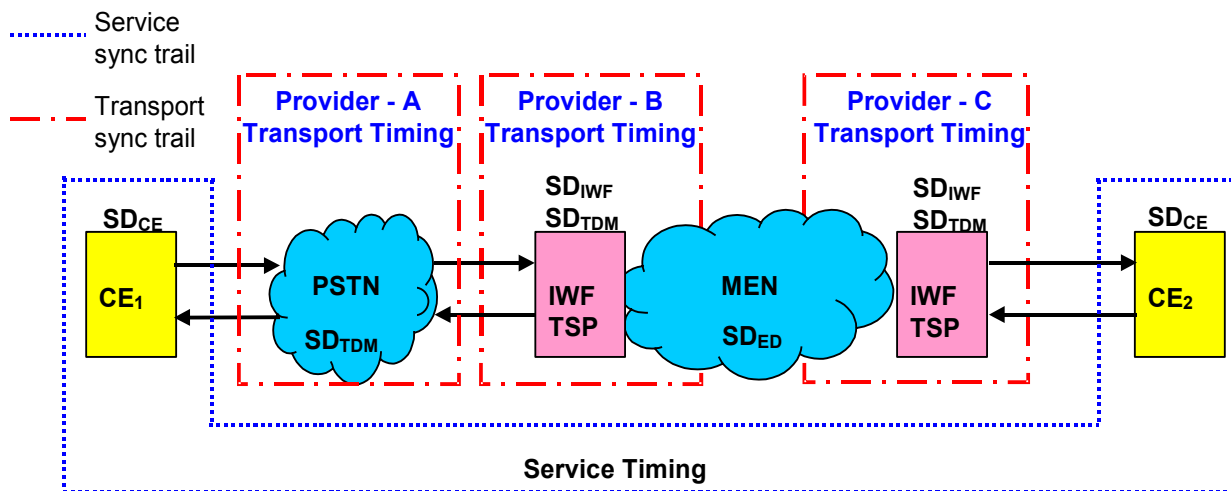 Service
sync trail
Transport
sync trail
Provider - A
Transport Timing
Provider - B
Transport Timing
Provider - C
Transport Timing
SDCE
CE1
PSTN
SDTDM
SDIWF
SDTDM
IWF
TSP
MEN
SDED
SDIWF
SDTDM
IWF
TSP
SDCE
CE2
Service Timing